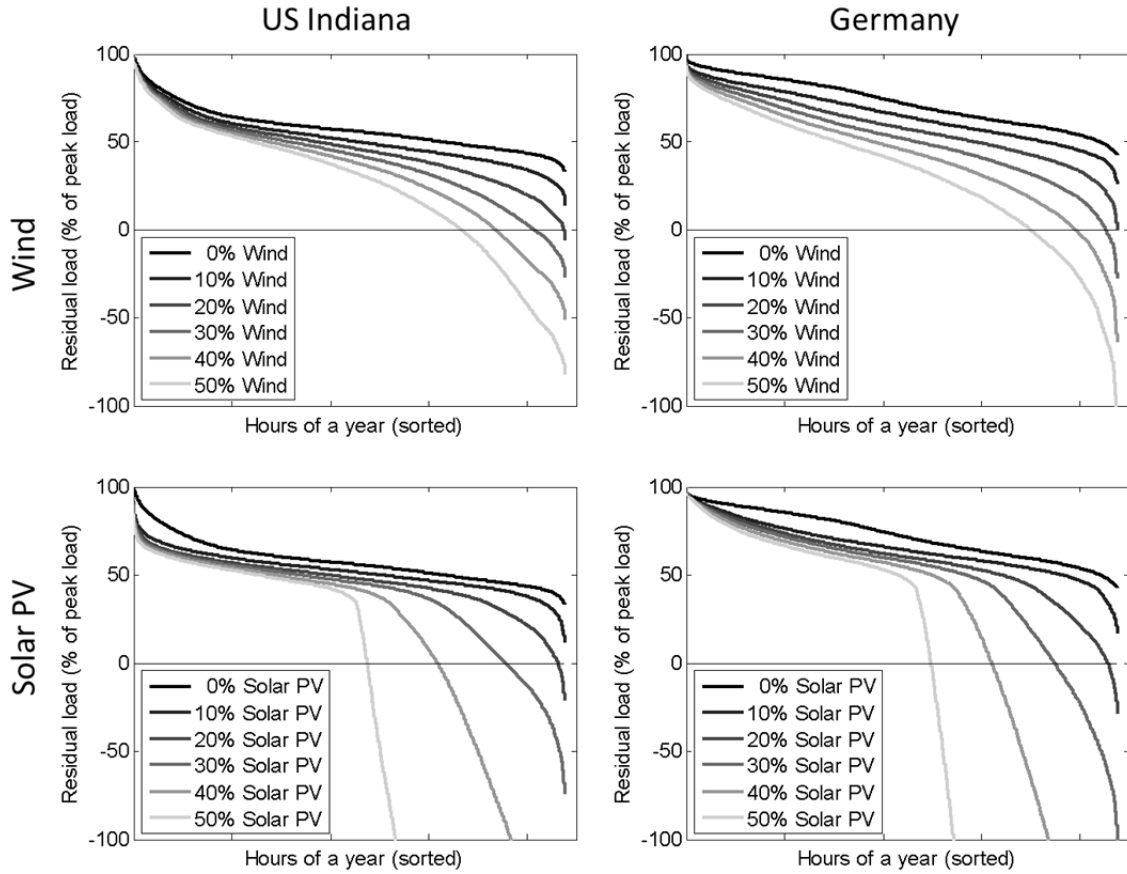 US Indiana
Germany
Wind
Residual load (% of peak load)
100
50
0
-50
-100
0% Wind
10% Wind
20% Wind
30% Wind
40% Wind
50% Wind
Hours of a year (sorted)
Residual load (% of peak load)
100
50
0
-50
-100
0% Wind
10% Wind
20% Wind
30% Wind
40% Wind
50% Wind
Hours of a year (sorted)
Solar PV
Residual load (% of peak load)
100
50
0
-50
-100
0% Solar PV
10% Solar PV
20% Solar PV
30% Solar PV
40% Solar PV
50% Solar PV
Hours of a year (sorted)
Residual load (% of peak load)
100
50
0
-50
-100
0% Solar PV
10% Solar PV
20% Solar PV
30% Solar PV
40% Solar PV
50% Solar PV
Hours of a year (sorted)